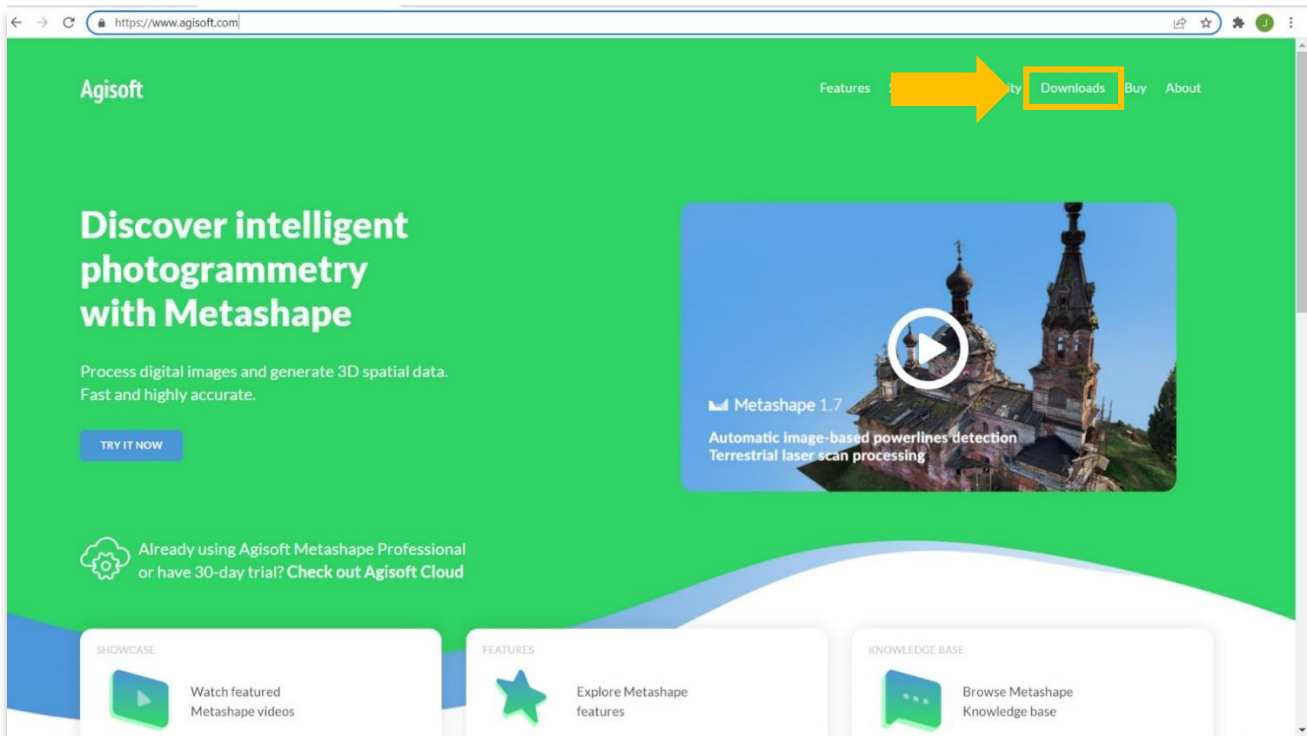 https://www.agisoft.com
J
Agisoft
Features
Downloads
Buy
About
Discover intelligent
photogrammetry
with Metashape
Process digital images and generate 3D spatial data.
Fast and highly accurate.
TRY IT NOW
Metashape 1.7
Automatic image-based powerlines detection
Terrestrial laser scan processing
Already using Agisoft Metashape Professional
or have 30-day trial? Check out Agisoft Cloud
SHOWCASE
Watch featured
Metashape videos
FEATURES
Explore Metashape
features
KNOWLEDGE BASE
Browse Metashape
Knowledge base